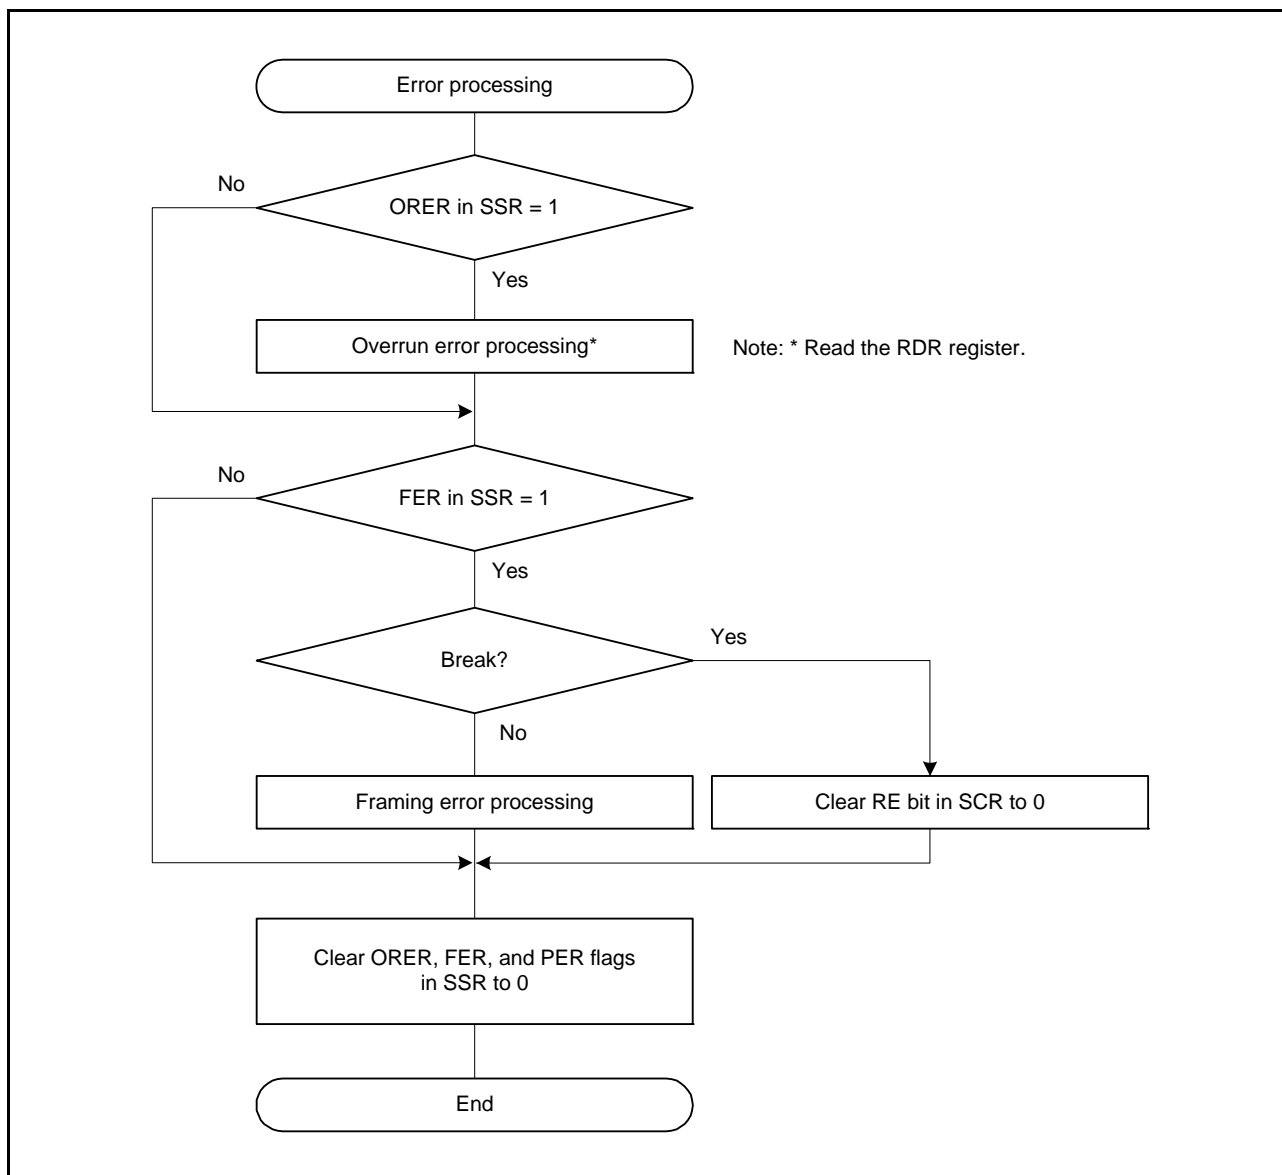 Error processing
No
ORER in SSR = 1
Yes
Overrun error processing*
Note: * Read the RDR register.
No
FER in SSR = 1
Yes
Break?
Yes
No
Framing error processing
Clear RE bit in SCR to 0
Clear ORER, FER, and PER flags
in SSR to 0
End